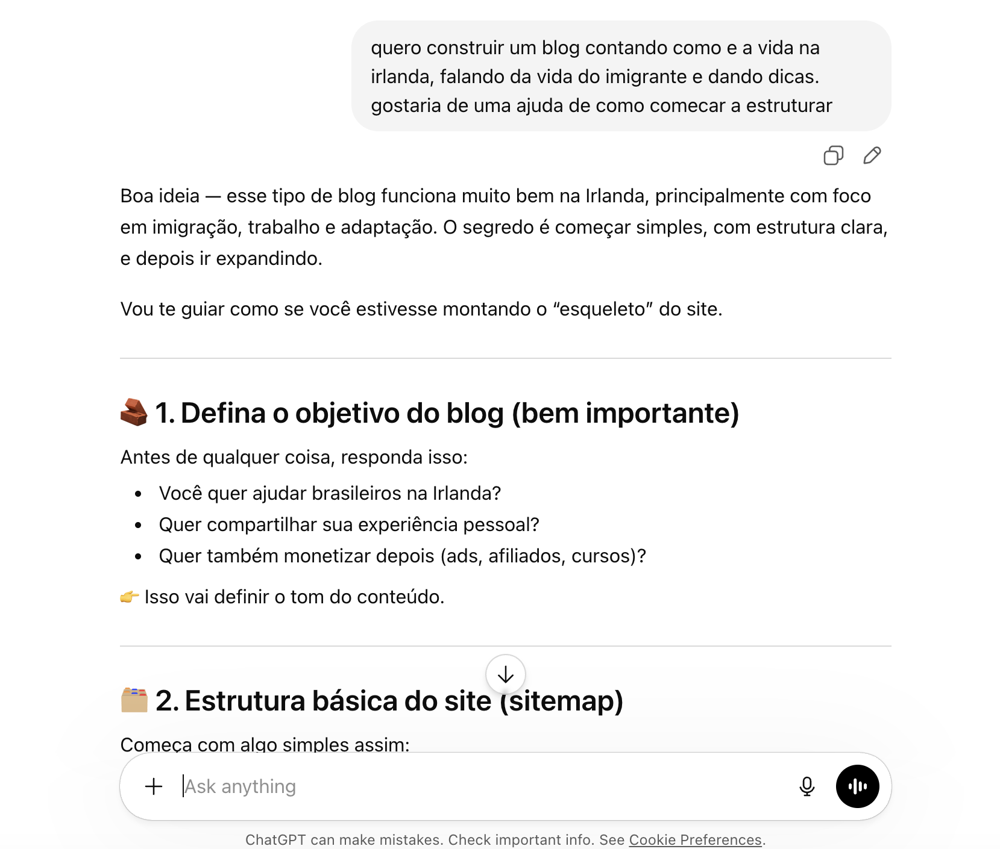 quero construir um blog contando como e a vida na
irlanda, falando da vida do imigrante e dando dicas.
gostaria de uma ajuda de como comecar a estruturar
Boa ideia — esse tipo de blog funciona muito bem na Irlanda, principalmente com foco
em imigração, trabalho e adaptação. O segredo é começar simples, com estrutura clara,
e depois ir expandindo.
Vou te guiar como se você estivesse montando o “esqueleto” do site.
1. Defina o objetivo do blog (bem importante)
Antes de qualquer coisa, responda isso:
• Você quer ajudar brasileiros na Irlanda?
• Quer compartilhar sua experiência pessoal?
• Quer também monetizar depois (ads, afiliados, cursos)?
👉 Isso vai definir o tom do conteúdo.
2. Estrutura básica do site (sitemap)
Começa com algo simples assim:
Ask anything
ChatGPT can make mistakes. Check important info. See Cookie Preferences.